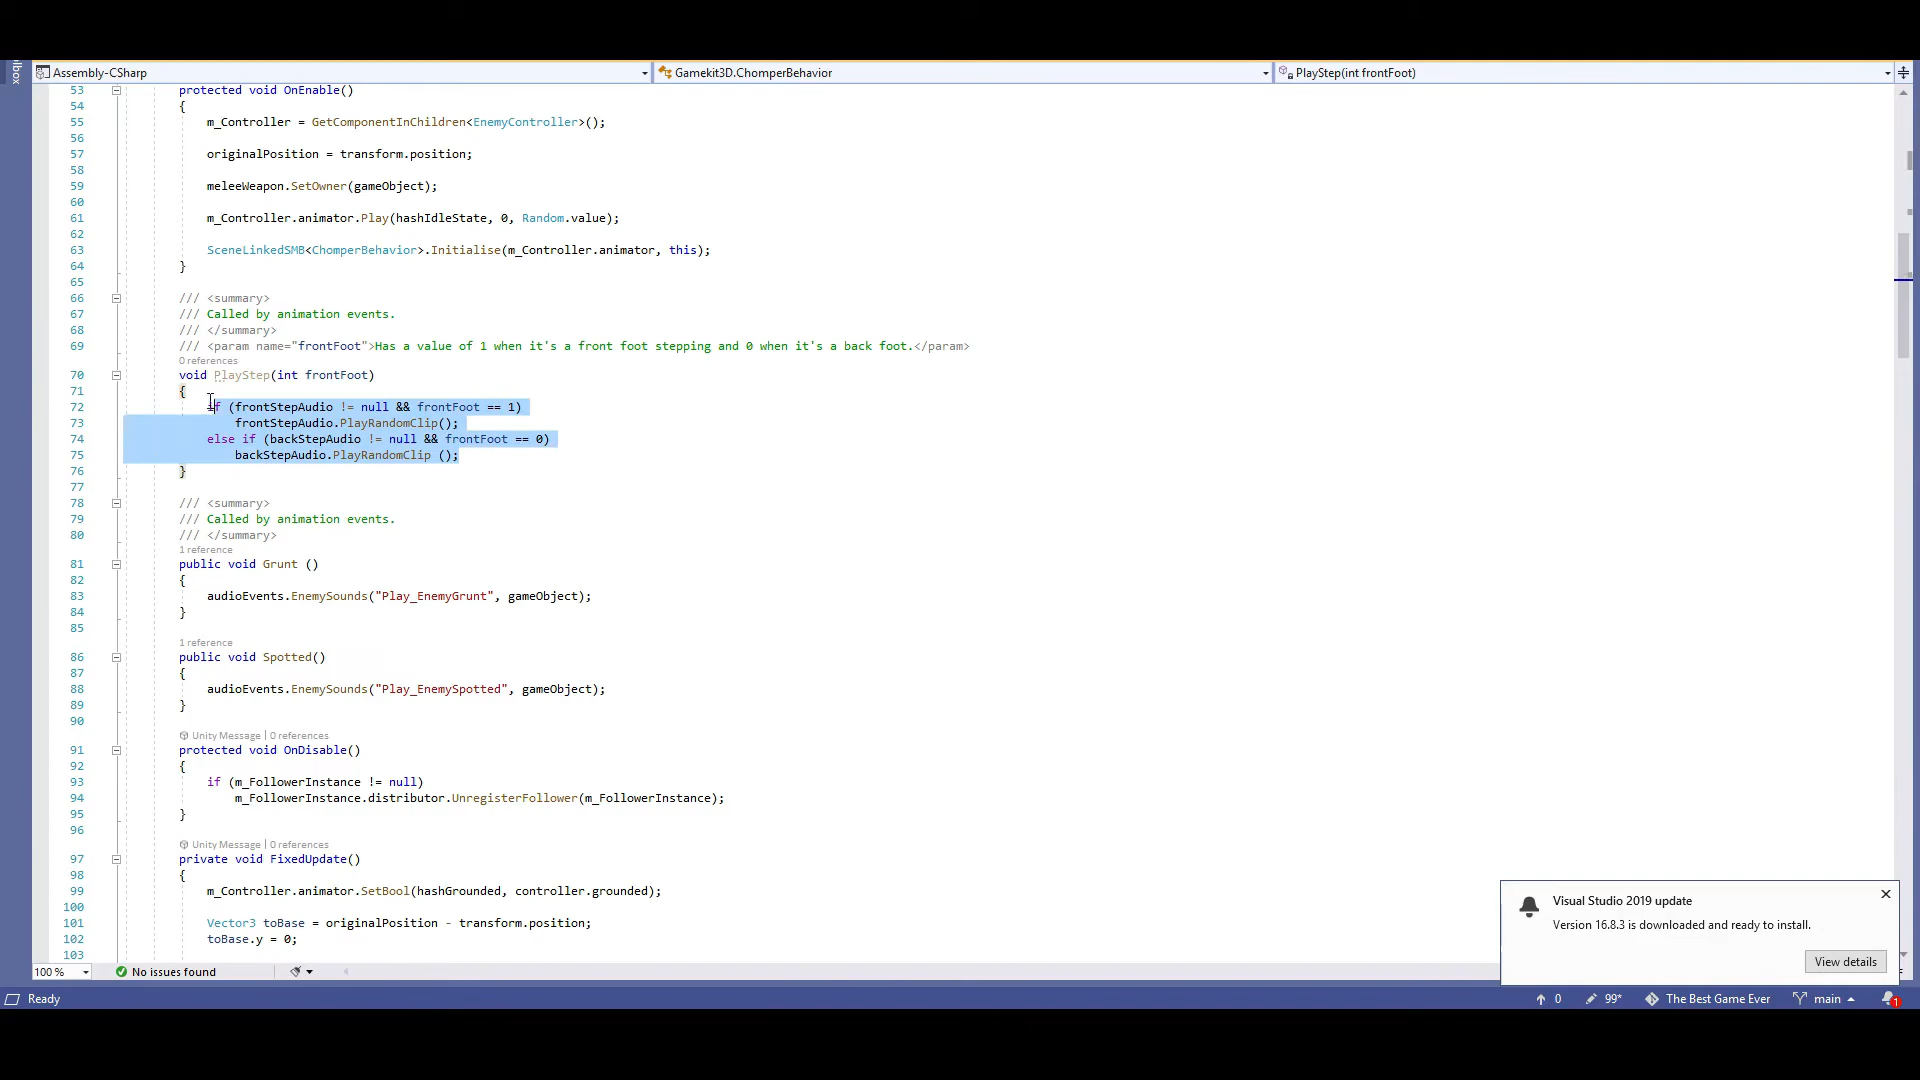 Assembly-CSharp
Gamekit3D.ChomperBehavior
PlayStep(int frontFoot)
53 protected void OnEnable()
54 {
55 m_Controller = GetComponentInChildren<EnemyController>();
56
57 originalPosition = transform.position;
58
59 meleeWeapon.SetOwner(gameObject);
60
61 m_Controller.animator.Play(hashIdleState, 0, Random.value);
62
63 SceneLinkedSMB<ChomperBehavior>.Initialise(m_Controller.animator, this);
64 }
65
66 /// <summary>
67 /// Called by animation events.
68 /// </summary>
69 /// <param name="frontFoot">Has a value of 1 when it's a front foot stepping and 0 when it's a back foot.</param>
0 references
70 void PlayStep(int frontFoot)
71 {
72 if (frontStepAudio != null && frontFoot == 1)
73 frontStepAudio.PlayRandomClip();
74 else if (backStepAudio != null && frontFoot == 0)
75 backStepAudio.PlayRandomClip ();
76 }
77
78 /// <summary>
79 /// Called by animation events.
80 /// </summary>
1 reference
81 public void Grunt ()
82 {
83 audioEvents.EnemySounds("Play_EnemyGrunt", gameObject);
84 }
85
1 reference
86 public void Spotted()
87 {
88 audioEvents.EnemySounds("Play_EnemySpotted", gameObject);
89 }
90
Unity Message | 0 references
91 protected void OnDisable()
92 {
93 if (m_FollowerInstance != null)
94 m_FollowerInstance.distributor.UnregisterFollower(m_FollowerInstance);
95 }
96
Unity Message | 0 references
97 private void FixedUpdate()
98 {
99 m_Controller.animator.SetBool(hashGrounded, controller.grounded);
100
101 Vector3 toBase = originalPosition - transform.position;
102 toBase.y = 0;
103
Visual Studio 2019 update
Version 16.8.3 is downloaded and ready to install.
View details
100 %
No issues found
Ready
0
99*
The Best Game Ever
main
1